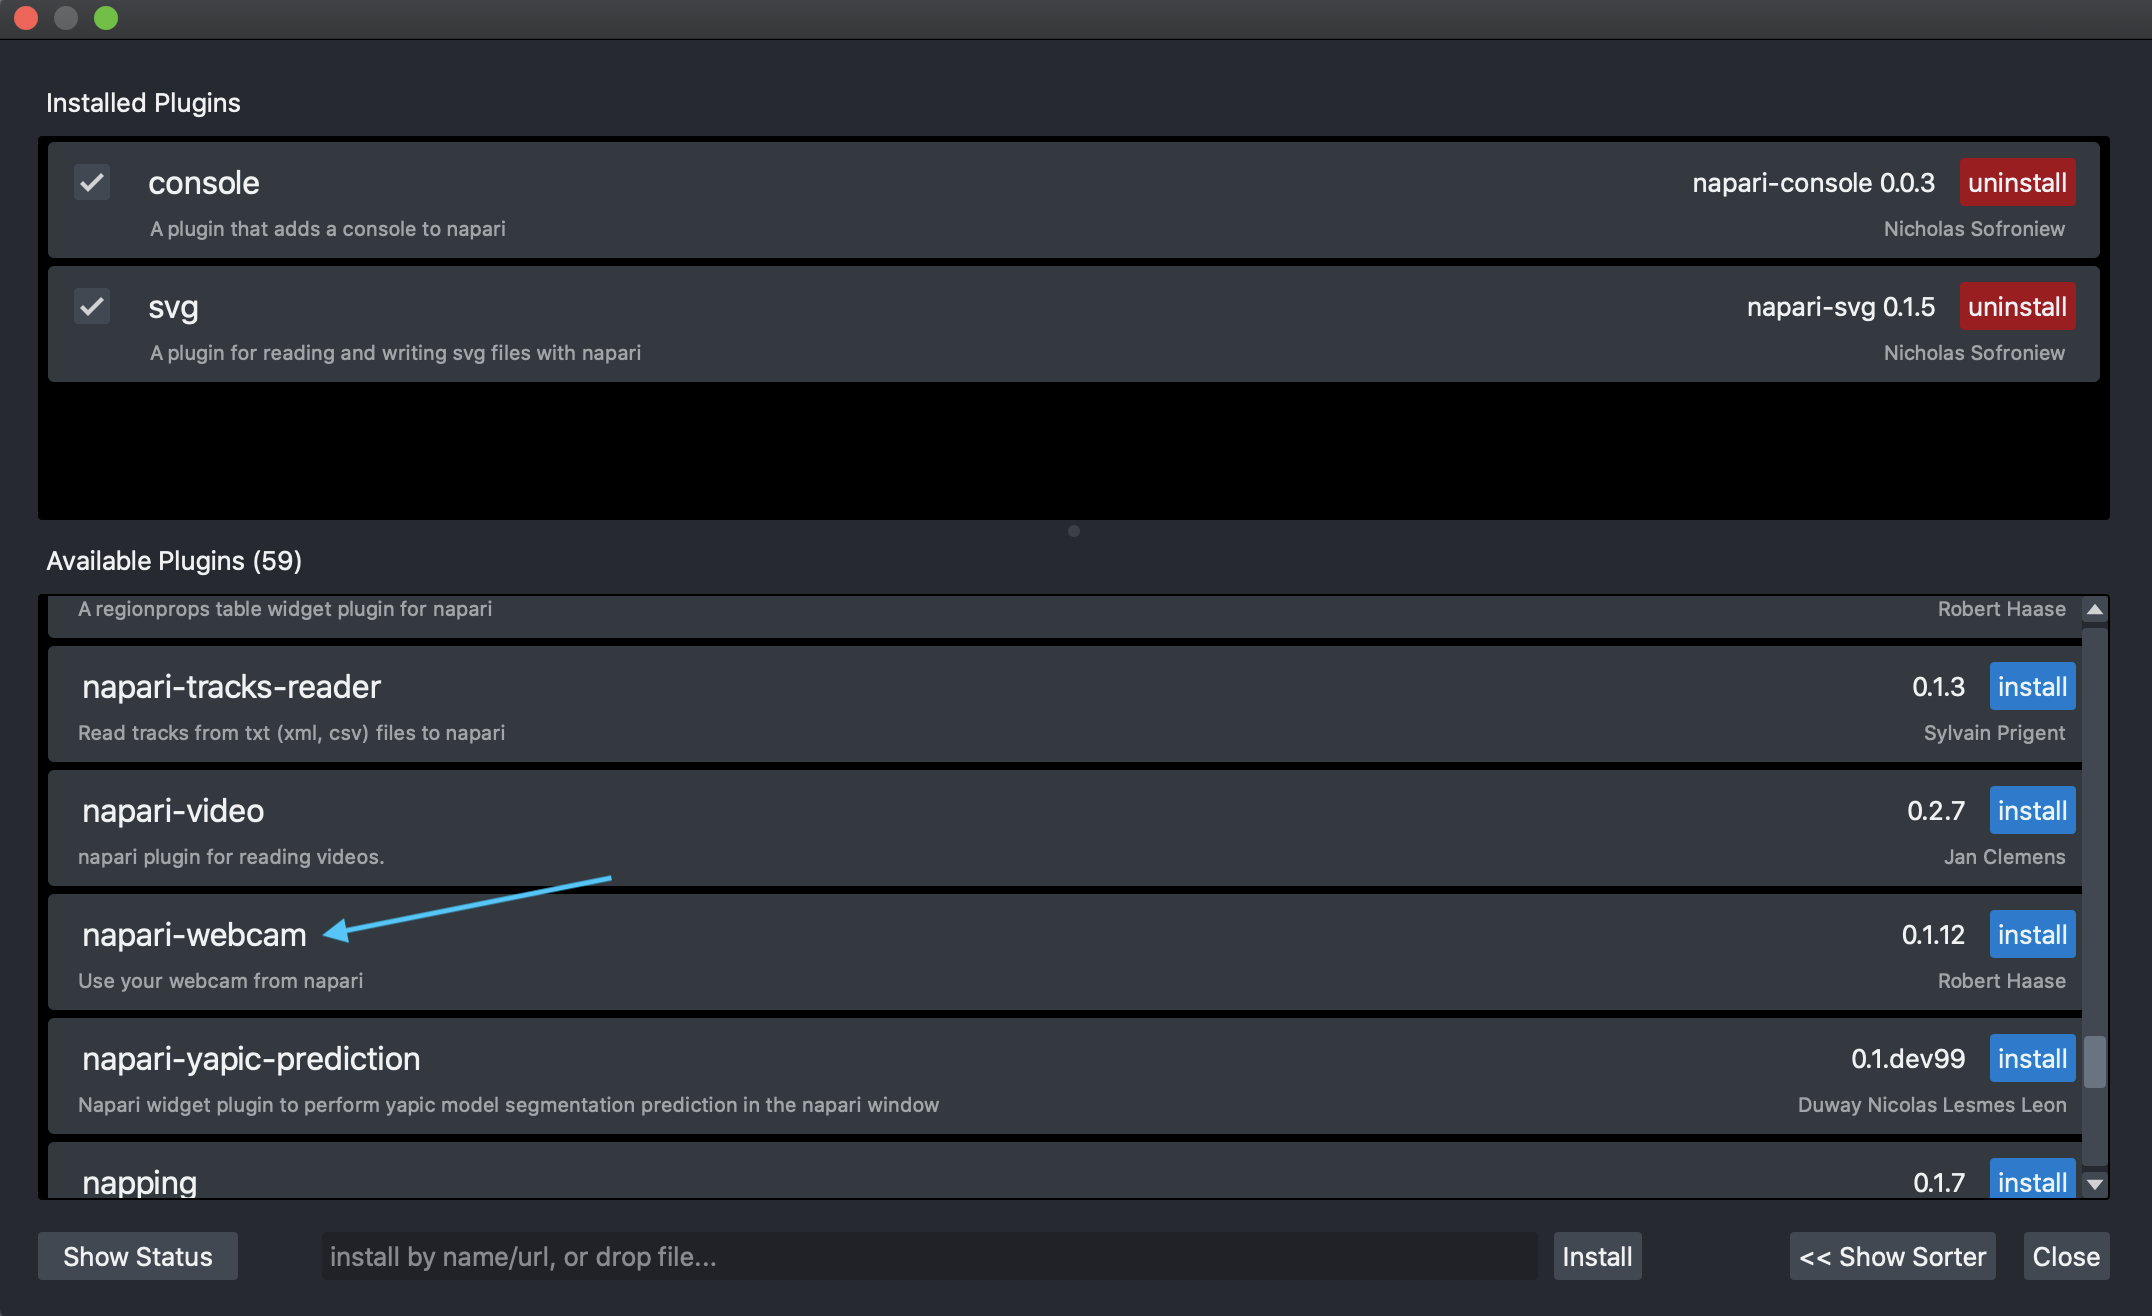 Installed Plugins
console napari-console 0.0.3 uninstall
A plugin that adds a console to napari Nicholas Sofroniew
svg napari-svg 0.1.5 uninstall
A plugin for reading and writing svg files with napari Nicholas Sofroniew
Available Plugins (59)
A regionprops table widget plugin for napari Robert Haase
napari-tracks-reader 0.1.3 install
Read tracks from txt (xml, csv) files to napari Sylvain Prigent
napari-video 0.2.7 install
napari plugin for reading videos. Jan Clemens
napari-webcam 0.1.12 install
Use your webcam from napari Robert Haase
napari-yapic-prediction 0.1.dev99 install
Napari widget plugin to perform yapic model segmentation prediction in the napari window Duway Nicolas Lesmes Leon
napping 0.1.7 install
Show Status install by name/url, or drop file... Install << Show Sorter Close